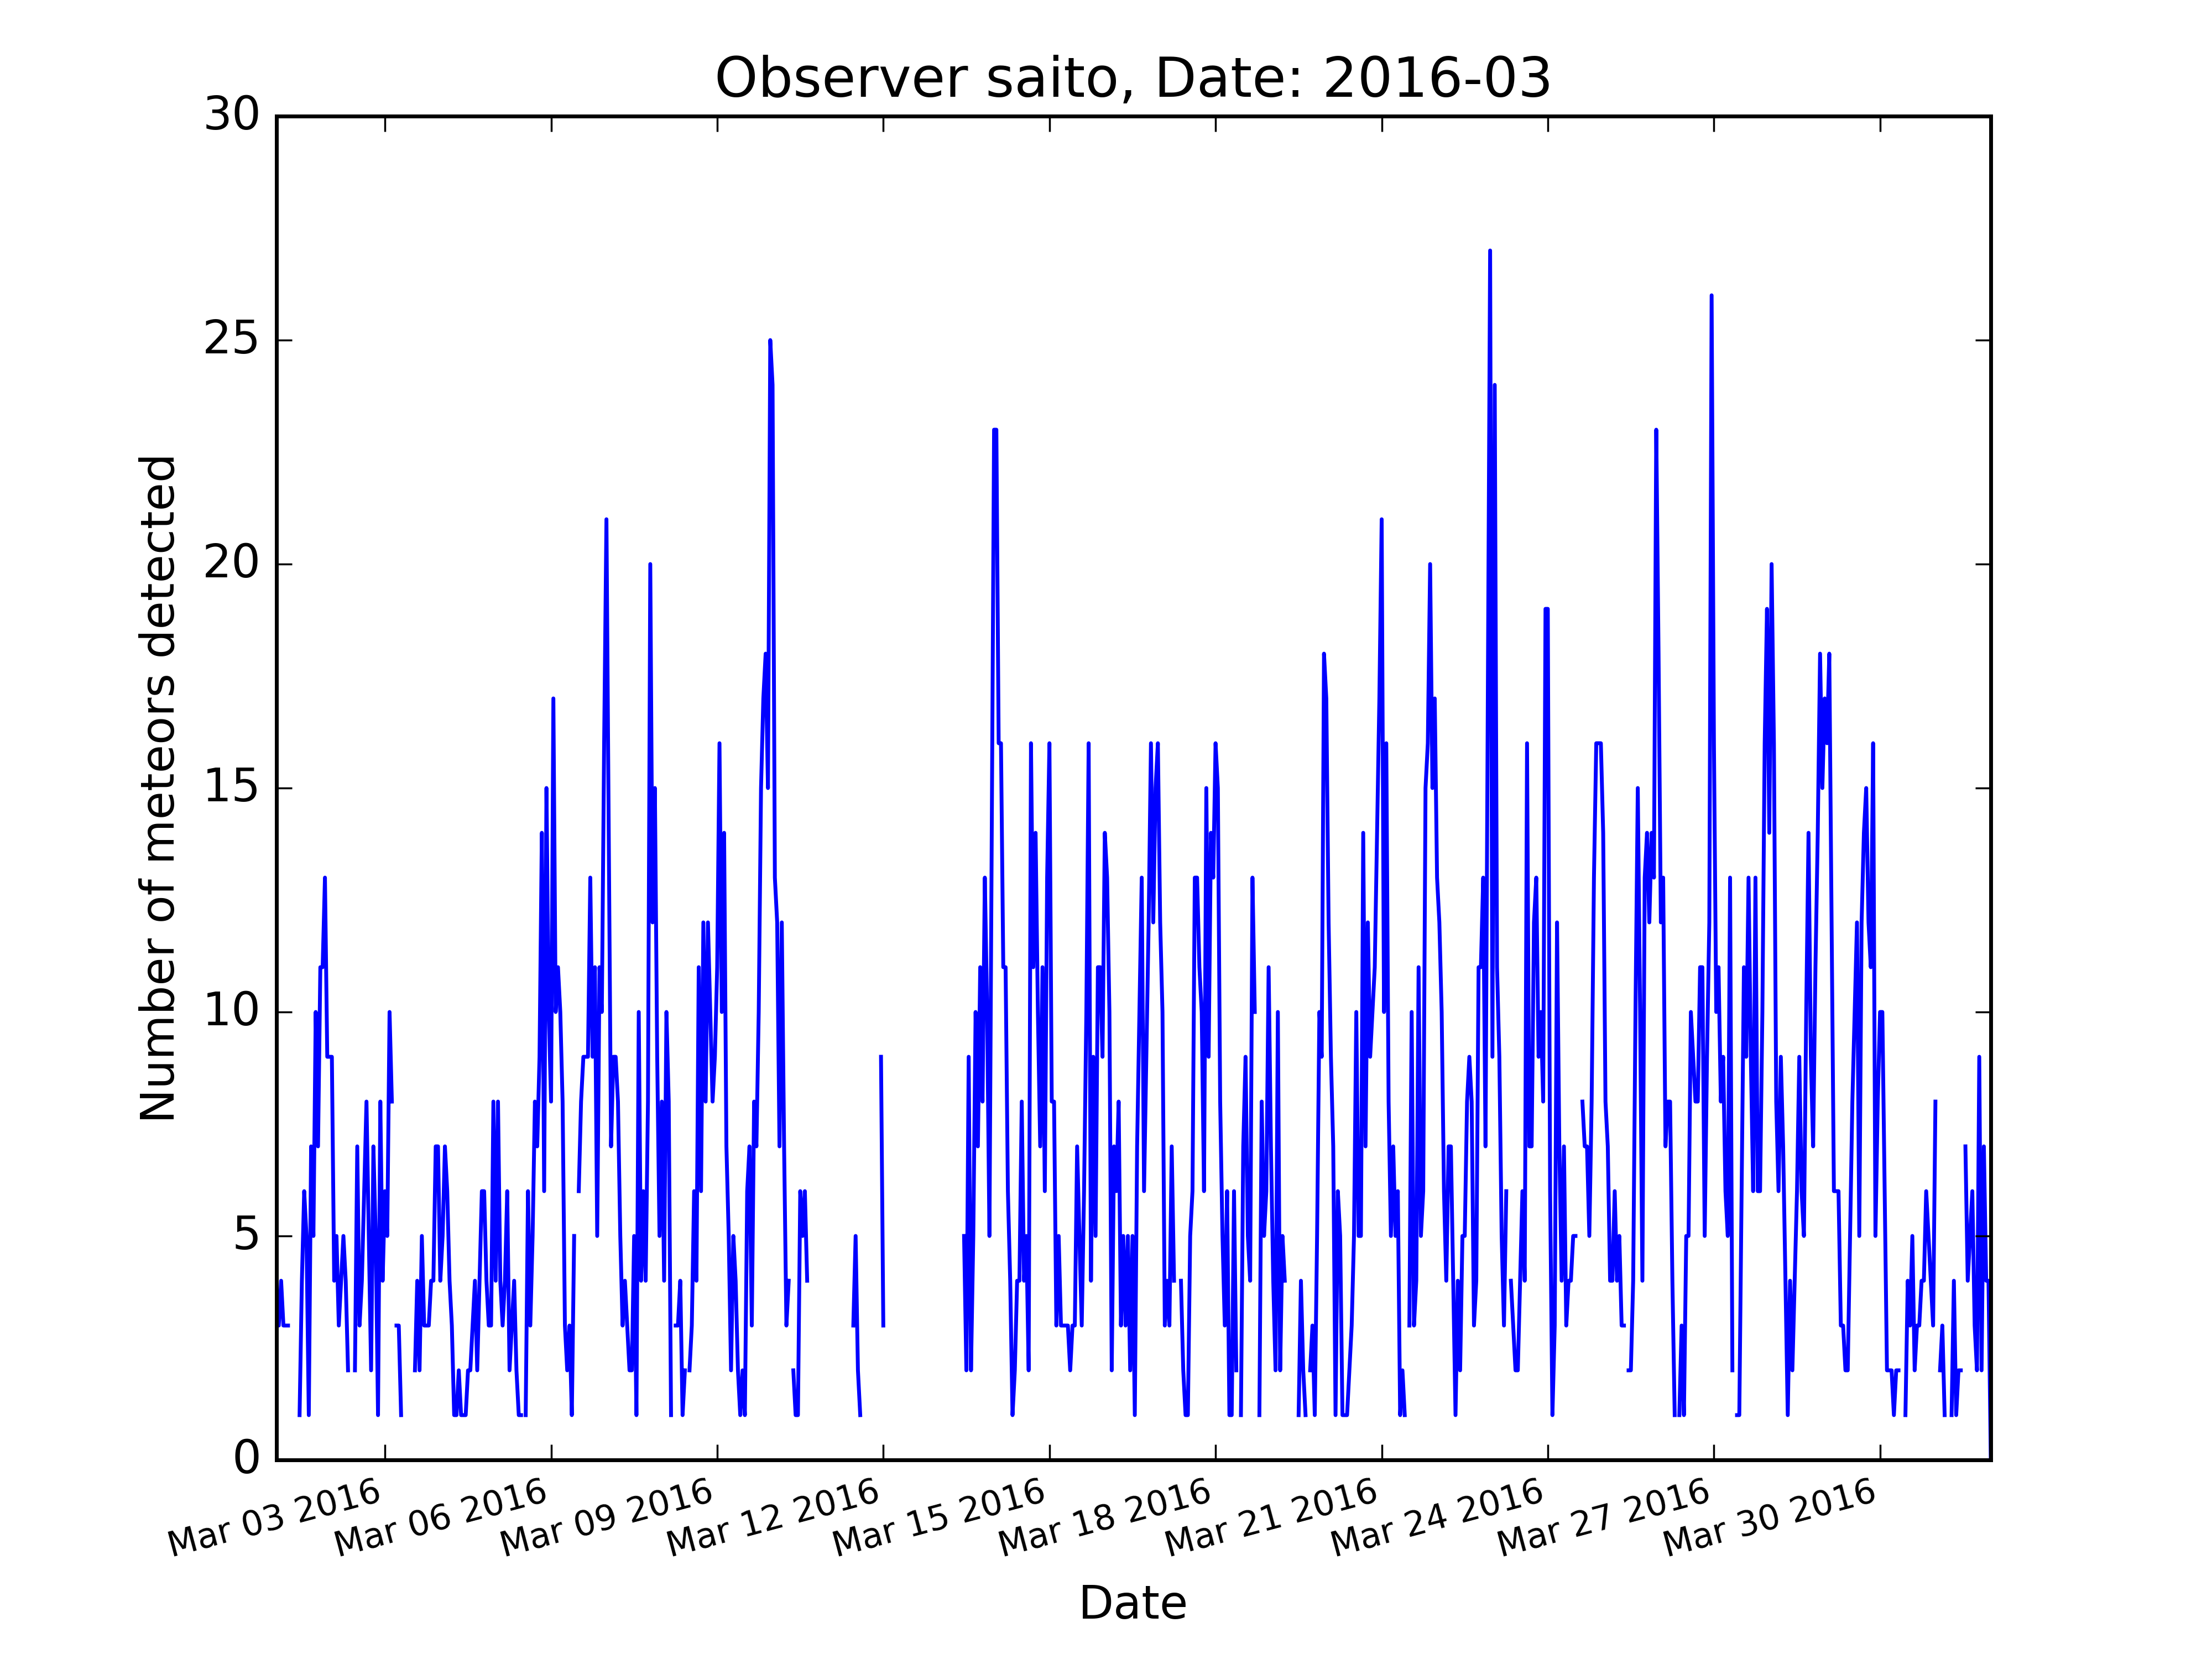 Observer saito, Date: 2016-03
30
25
20
15
10
5
0
Number of meteors detected
Mar 03 2016
Mar 06 2016
Mar 09 2016
Mar 12 2016
Mar 15 2016
Mar 18 2016
Mar 21 2016
Mar 24 2016
Mar 27 2016
Mar 30 2016
Date